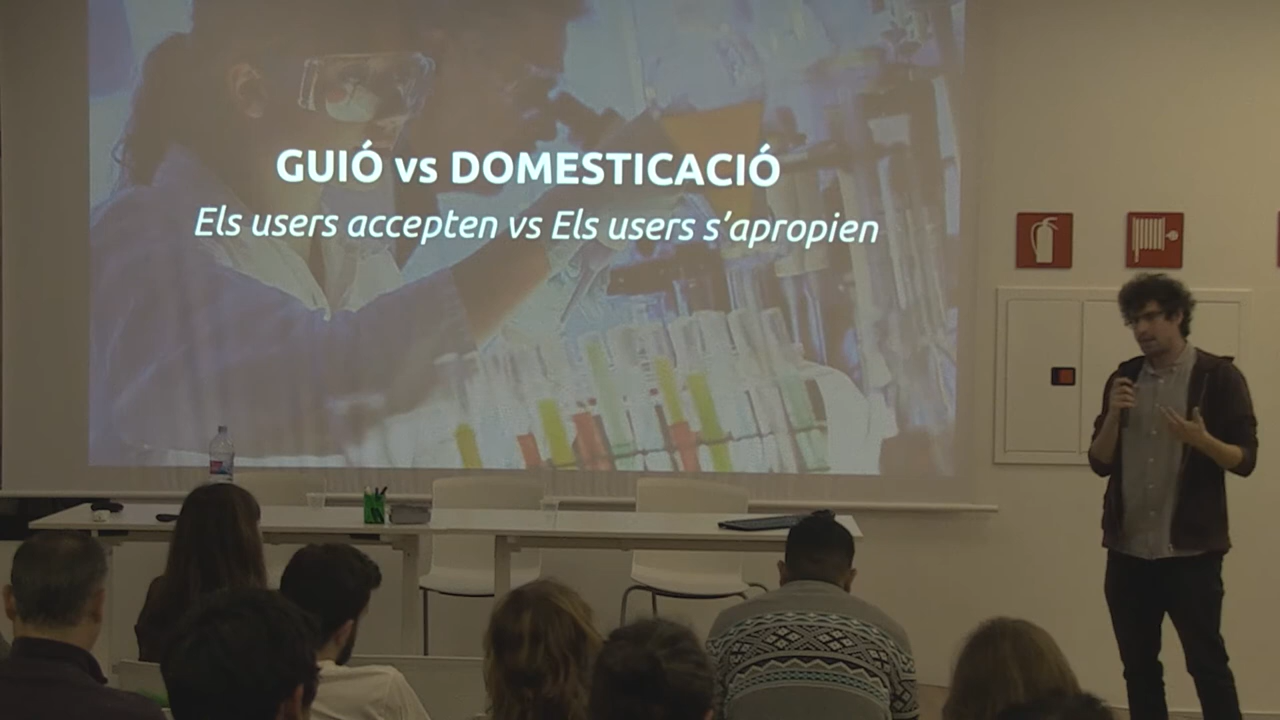 GUIÓ vs DOMESTICACIÓ
Els users accepten vs Els users s’apropien